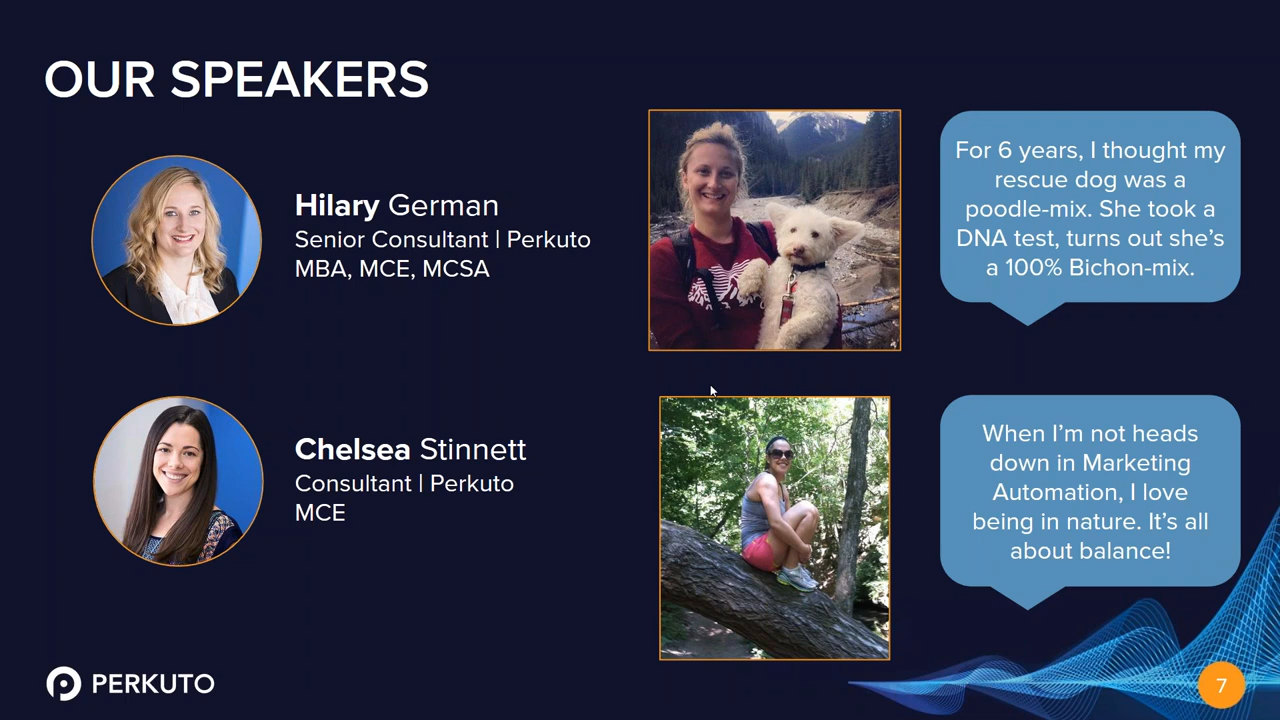 OUR SPEAKERS
Hilary German
Senior Consultant | Perkuto
MBA, MCE, MCSA
For 6 years, I thought my
rescue dog was a
poodle-mix. She took a
DNA test, turns out she’s
a 100% Bichon-mix.
Chelsea Stinnett
Consultant | Perkuto
MCE
When I’m not heads
down in Marketing
Automation, I love
being in nature. It’s all
about balance!
PERKUTO
7